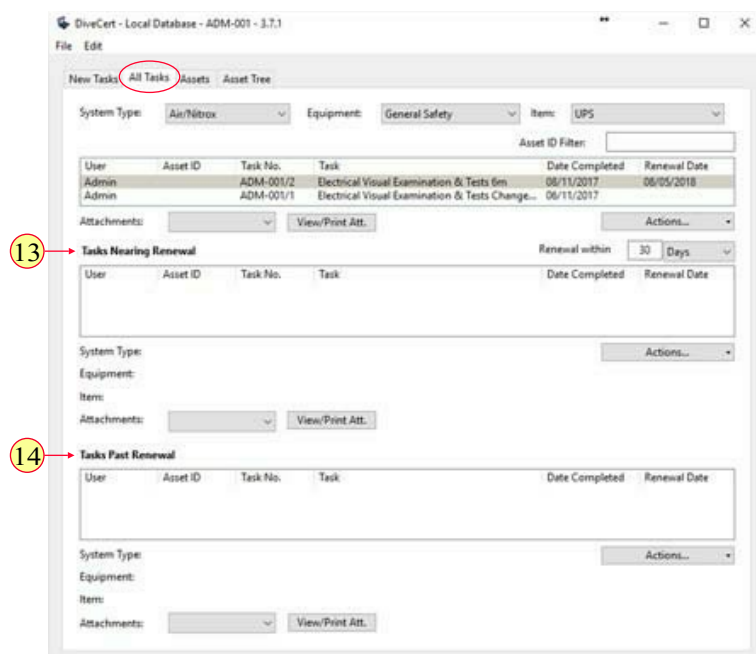 DiveCert - Local Database - ADM-001 - 3.7.1
File Edit
New Tasks All Tasks Assets Asset Tree
System Type: Air/Nitrox Equipment: General Safety Item: UPS
Asset ID Filter:
User Asset ID Task No. Task Date Completed Renewal Date
Admin ADM-001/2 Electrical Visual Examination & Tests 6m 06/11/2017 06/05/2018
Admin ADM-001/1 Electrical Visual Examination & Tests Change... 06/11/2017
Attachments: View/Print Att. Actions...
13 Tasks Nearing Renewal Renewal within 30 Days
User Asset ID Task No. Task Date Completed Renewal Date
System Type: Actions...
Equipment:
Item:
Attachments: View/Print Att.
14 Tasks Past Renewal
User Asset ID Task No. Task Date Completed Renewal Date
System Type: Actions...
Equipment:
Item:
Attachments: View/Print Att.